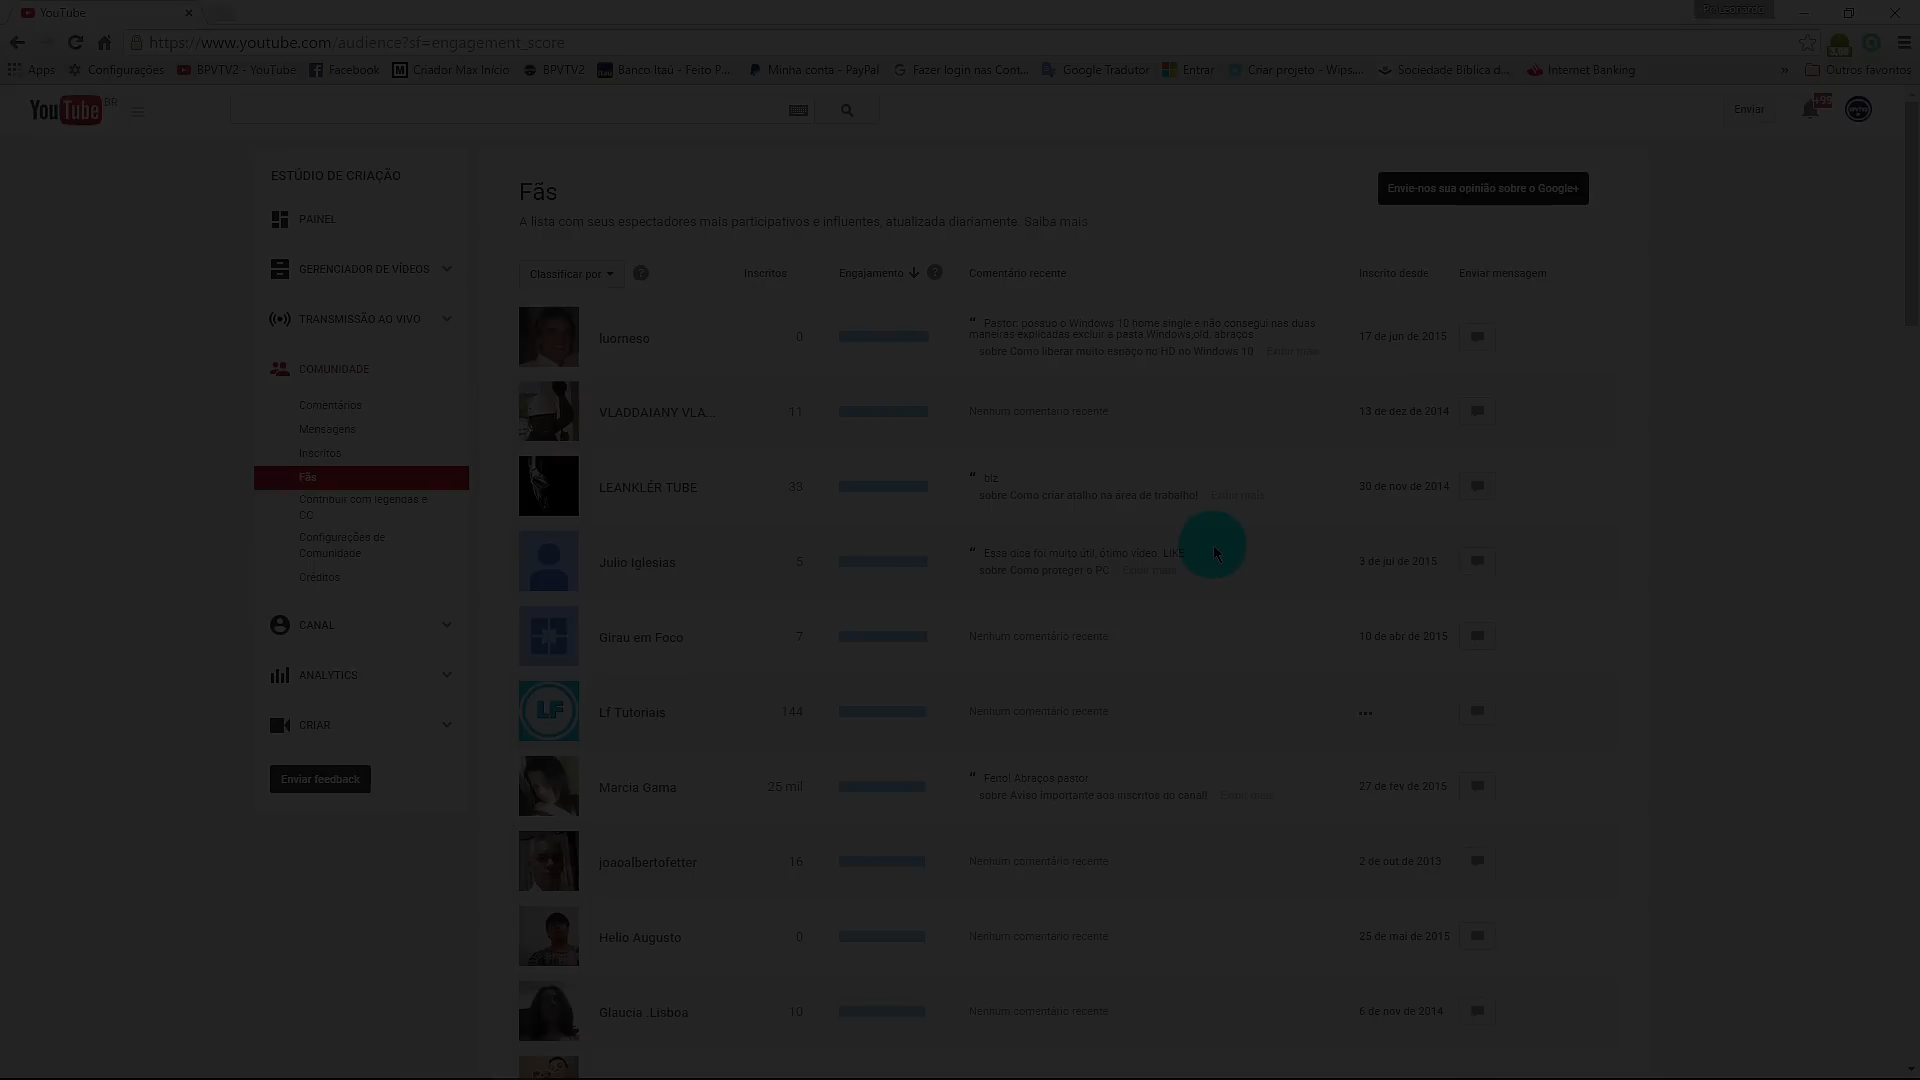 YouTube
https://www.youtube.com/audience?sf=engagement_score
Apps Configurações BPVTV2 - YouTube Facebook Criador Max Inicio BPVTV2 Banco Itaú - Feito P... Minha conta - PayPal Fazer login nas Cont... Google Tradutor Entrar Criar projeto - Wips.... Sociedade Bíblica d... Internet Banking » Outros favoritos
YouTube BR
Enviar +99
ESTÚDIO DE CRIAÇÃO
PAINEL
GERENCIADOR DE VÍDEOS
TRANSMISSÃO AO VIVO
COMUNIDADE
Comentários
Mensagens
Inscritos
Fãs
Contribuir com legendas e
CC
Configurações de
Comunidade
Créditos
CANAL
ANALYTICS
CRIAR
Enviar feedback
Fãs
Envie-nos sua opinião sobre o Google+
A lista com seus espectadores mais participativos e influentes, atualizada diariamente. Saiba mais
Classificar por ? Inscritos Engajamento ? Comentário recente Inscrito desde Enviar mensagem
luorneso 0 “ Pastor: possuo o Windows 10 home single e não consegui nas duas
maneiras explicadas excluir a pasta Windows.old. abraços
sobre Como liberar muito espaço no HD no Windows 10 Exibir mais
17 de jun de 2015
VLADDAIANY VLA... 11 Nenhum comentário recente 13 de dez de 2014
LEANKLÉR TUBE 33 “ blz
sobre Como criar atalho na área de trabalho! Exibir mais
30 de nov de 2014
Julio Iglesias 5 “ Essa dica foi muito útil, ótimo vídeo. LIKE
sobre Como proteger o PC Exibir mais
3 de jul de 2015
Girau em Foco 7 Nenhum comentário recente 10 de abr de 2015
LF Lf Tutoriais 144 Nenhum comentário recente ...
Marcia Gama 25 mil “ Feito! Abraços pastor
sobre Aviso importante aos inscritos do canal! Exibir mais
27 de fev de 2015
joaoalbertofetter 16 Nenhum comentário recente 2 de out de 2013
Helio Augusto 0 Nenhum comentário recente 25 de mai de 2015
Glaucia .Lisboa 10 Nenhum comentário recente 6 de nov de 2014